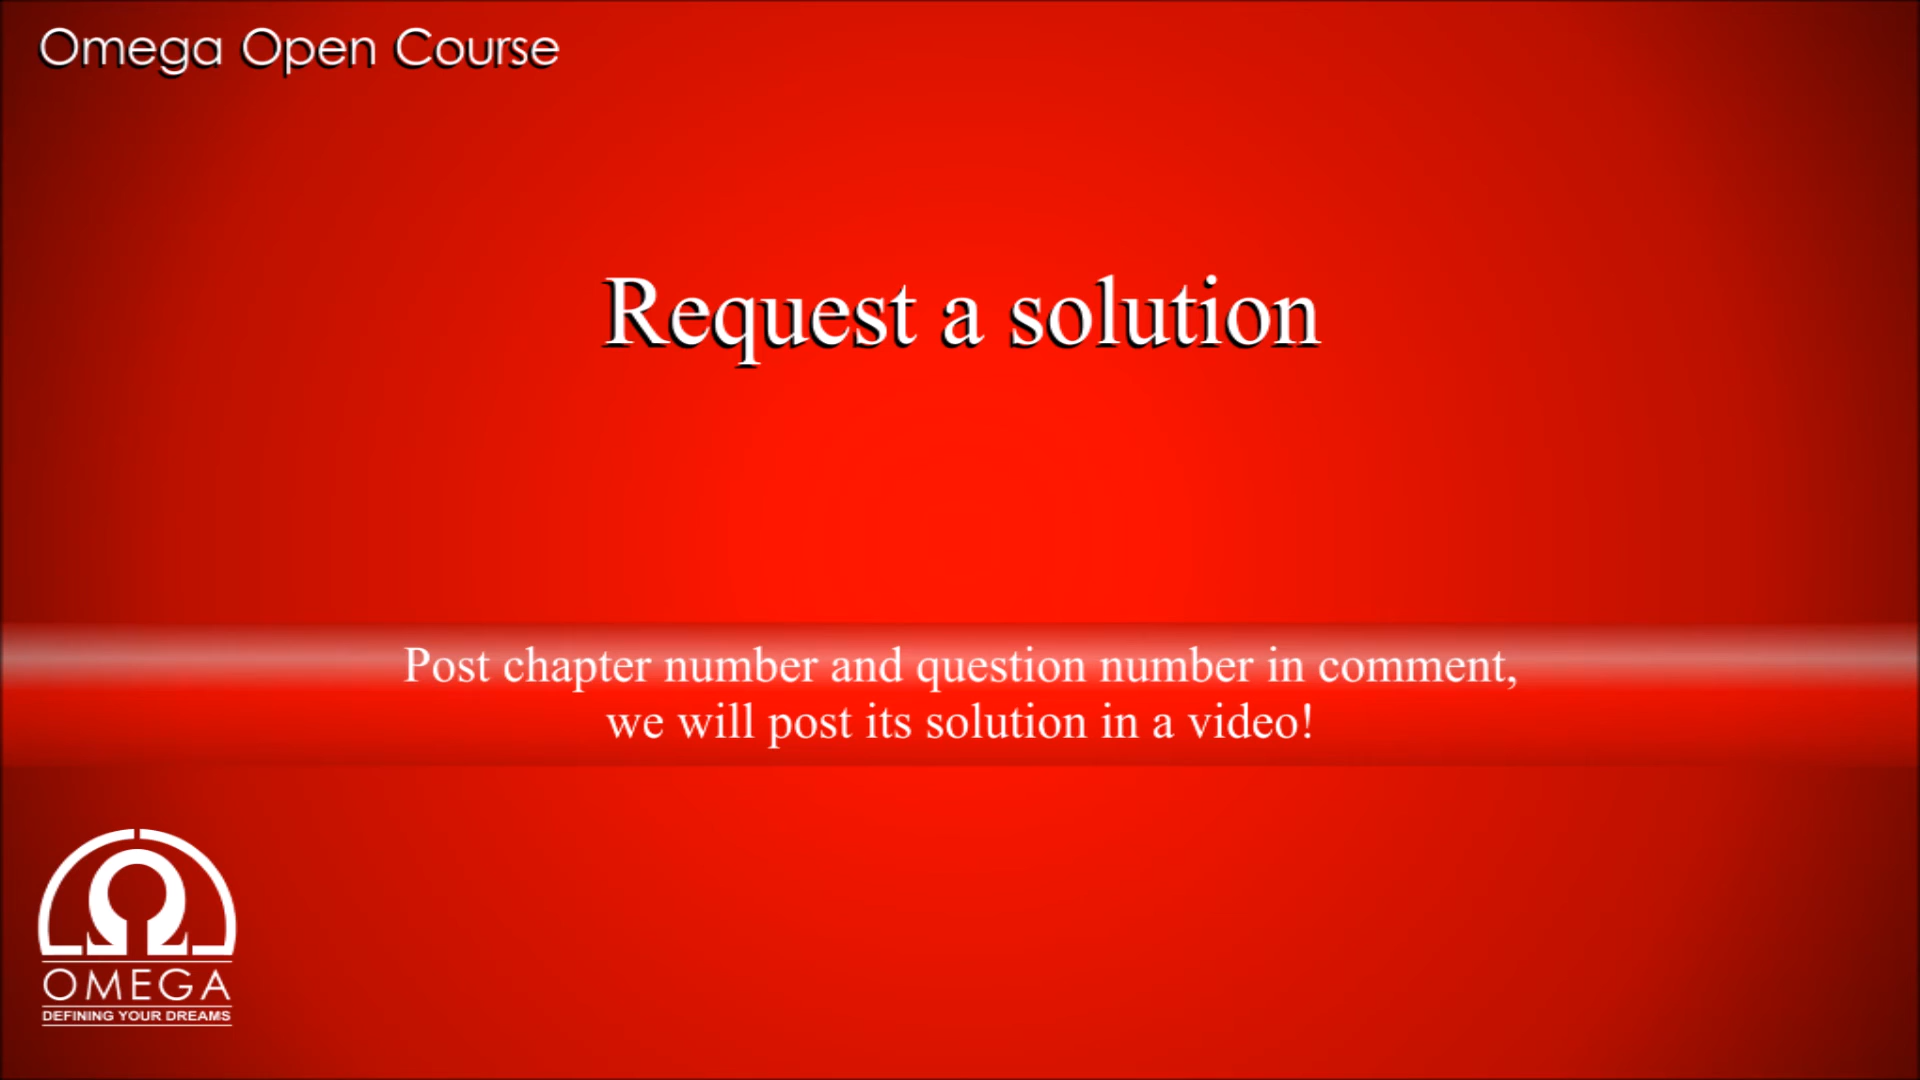 Omega Open Course
Request a solution
Post chapter number and question number in comment,
we will post its solution in a video!
OMEGA
DEFINING YOUR DREAMS